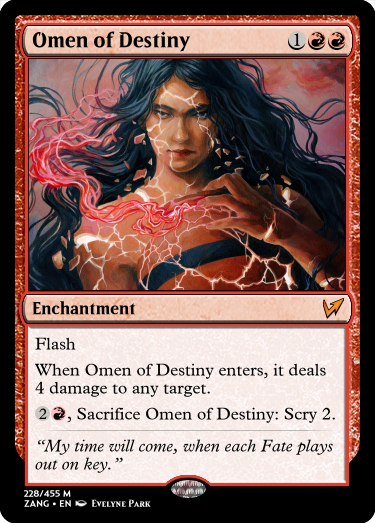 Omen of Destiny 1
Enchantment
Flash
When Omen of Destiny enters, it deals
4 damage to any target.
2, Sacrifice Omen of Destiny: Scry 2.
“My time will come, when each Fate plays
out on key.”
228/455 M
ZANG • EN Evelyne Park